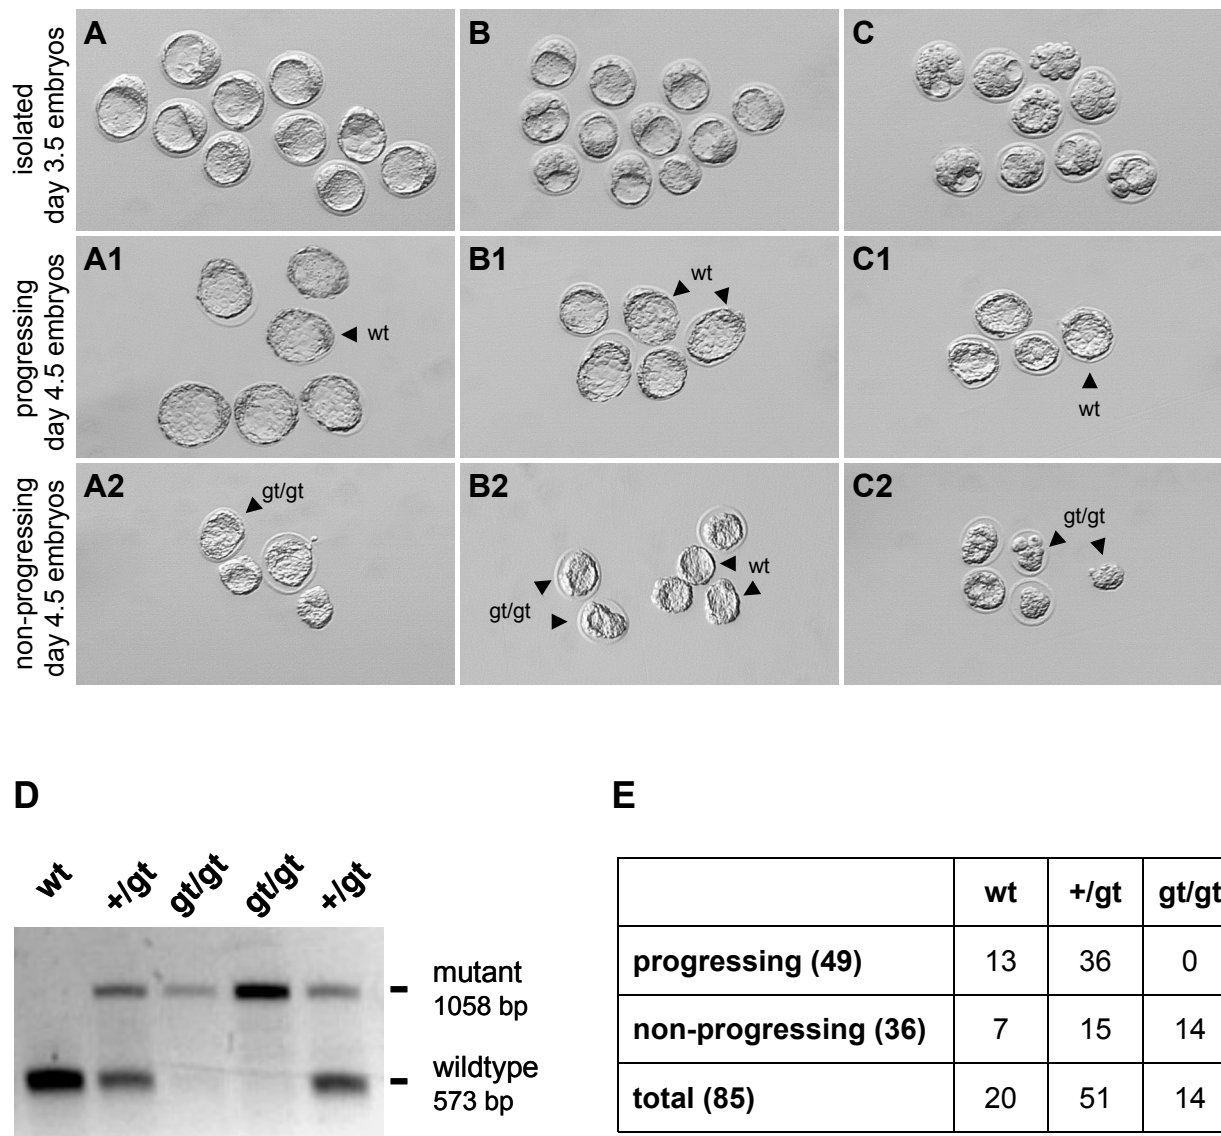 isolated
day 3.5 embryos
A
B
C
progressing
day 4.5 embryos
A1
wt
B1
wt
C1
wt
non-progressing
day 4.5 embryos
A2
gt/gt
B2
gt/gt
wt
C2
gt/gt
D
wt
+/gt
gt/gt
gt/gt
+/gt
mutant
1058 bp
wildtype
573 bp
E
wt +/gt gt/gt
progressing (49) 13 36 0
non-progressing (36) 7 15 14
total (85) 20 51 14